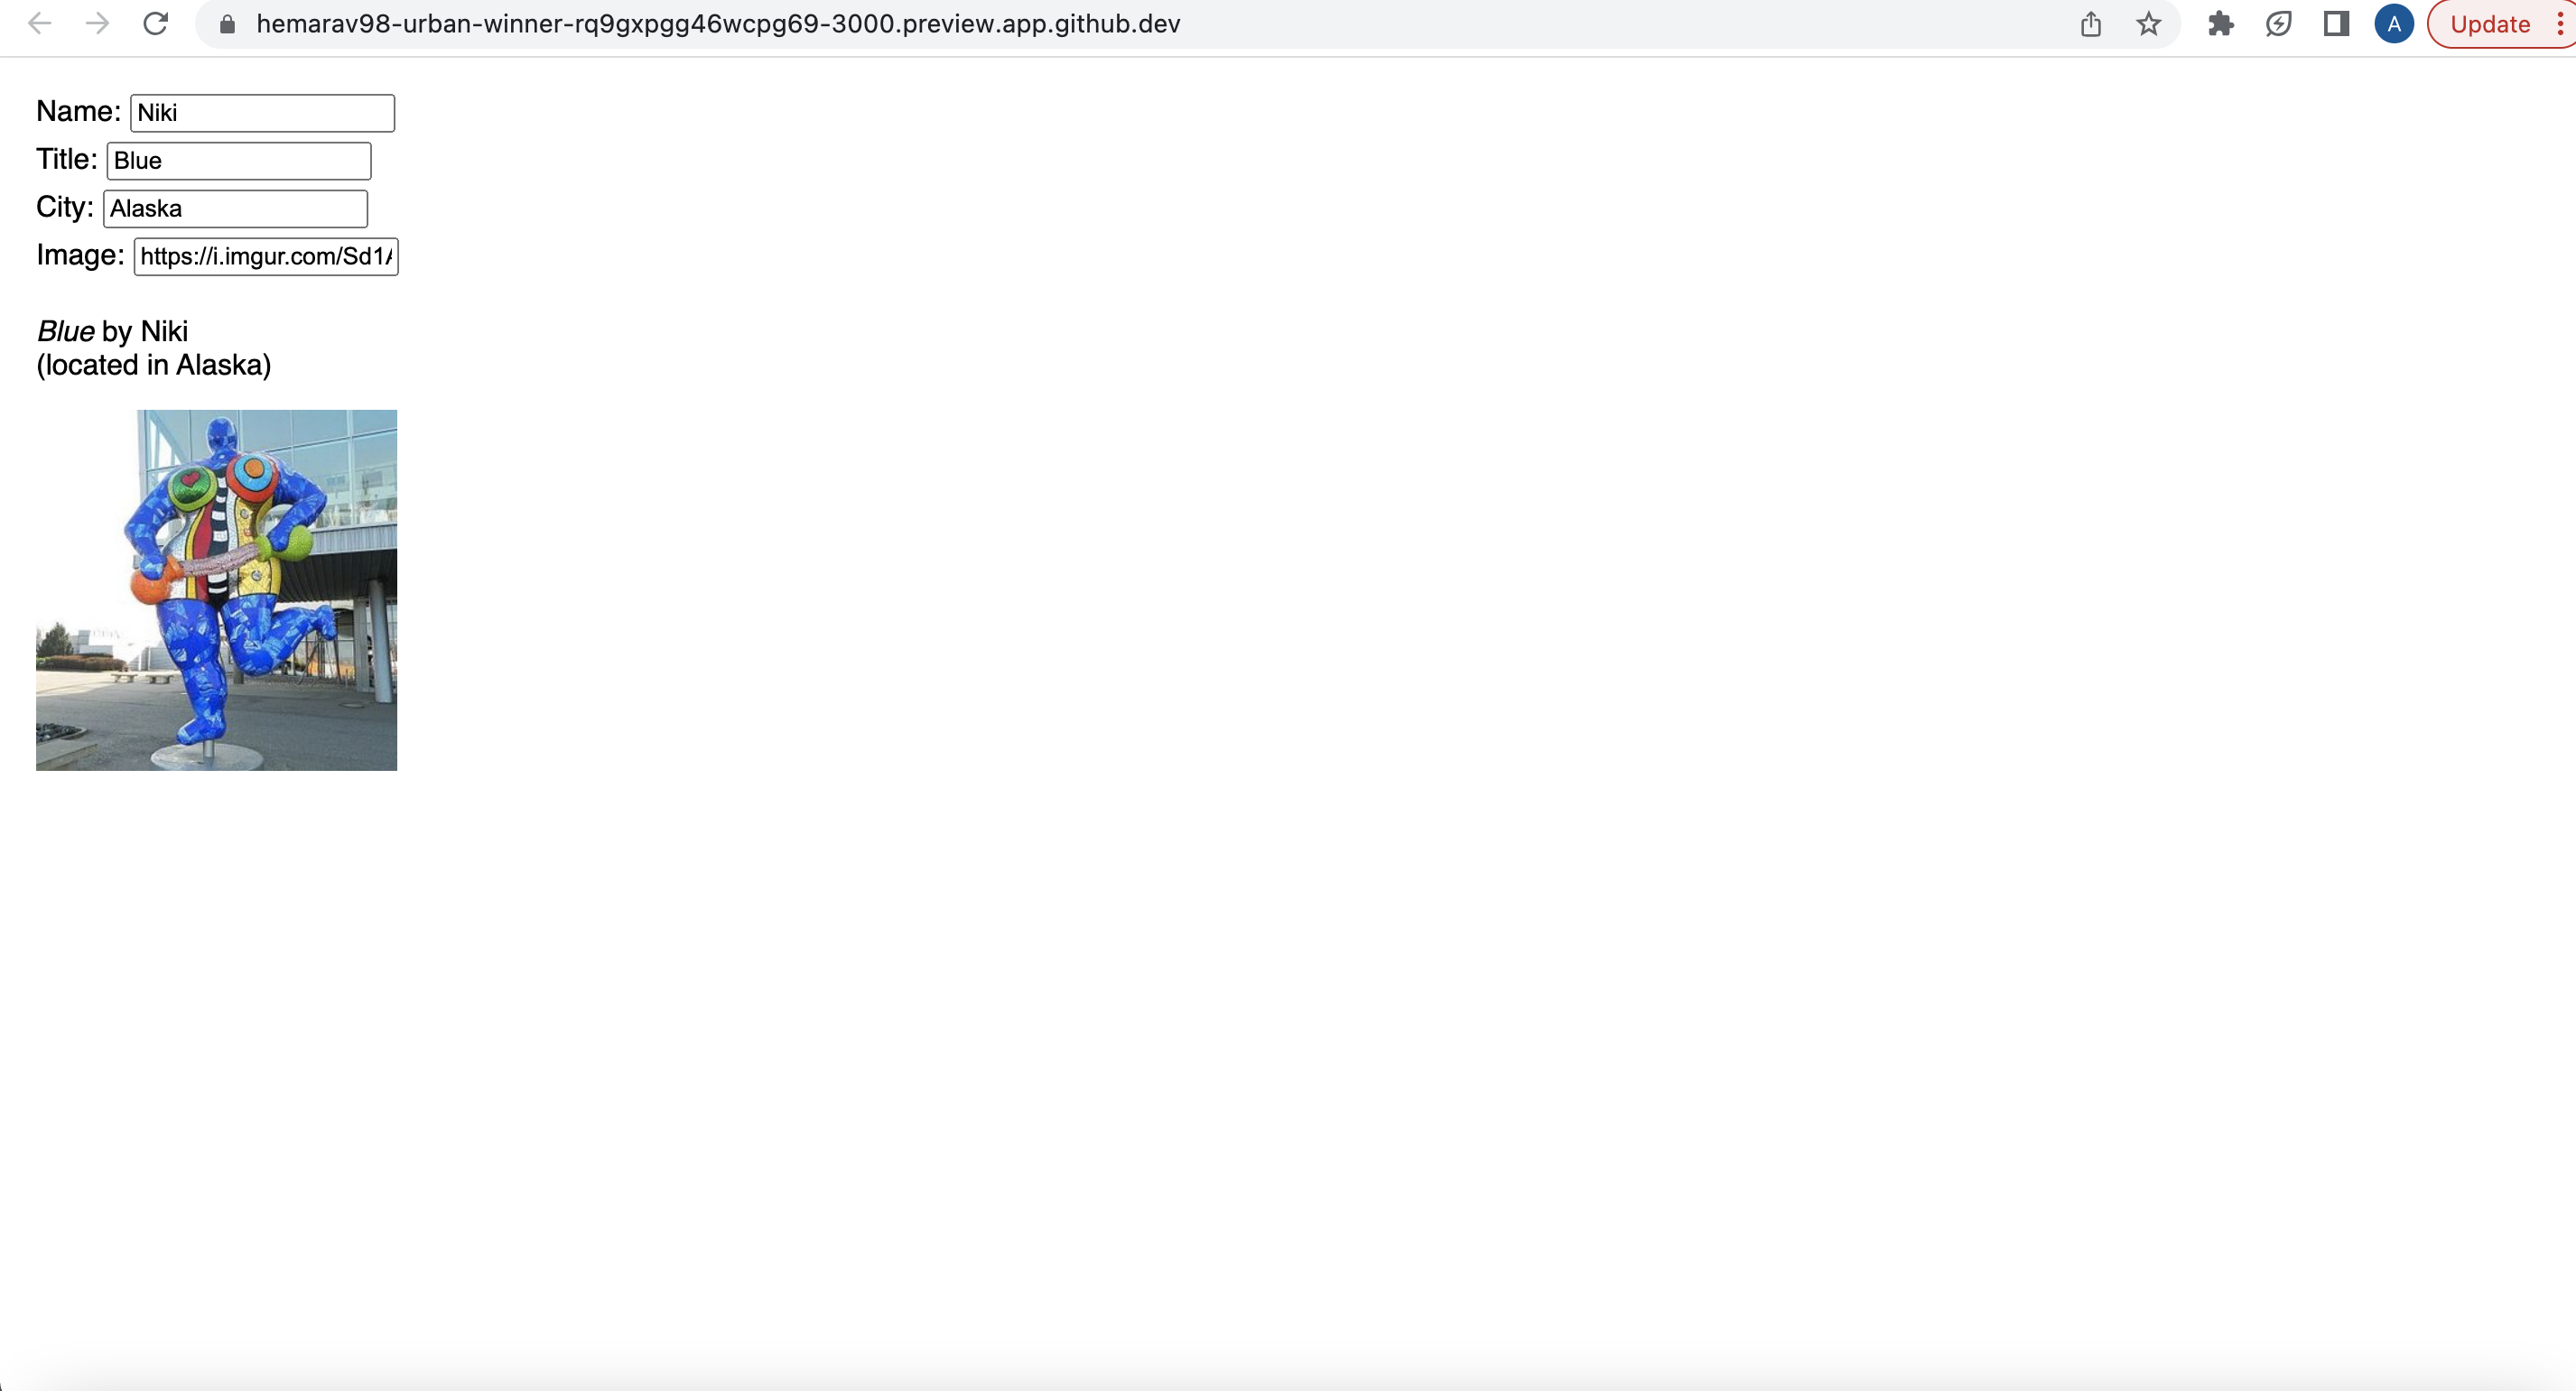 hemarav98-urban-winner-rq9gxpgg46wcpg69-3000.preview.app.github.dev
A
Update
Name: Niki
Title: Blue
City: Alaska
Image: https://i.imgur.com/Sd1
Blue by Niki
(located in Alaska)